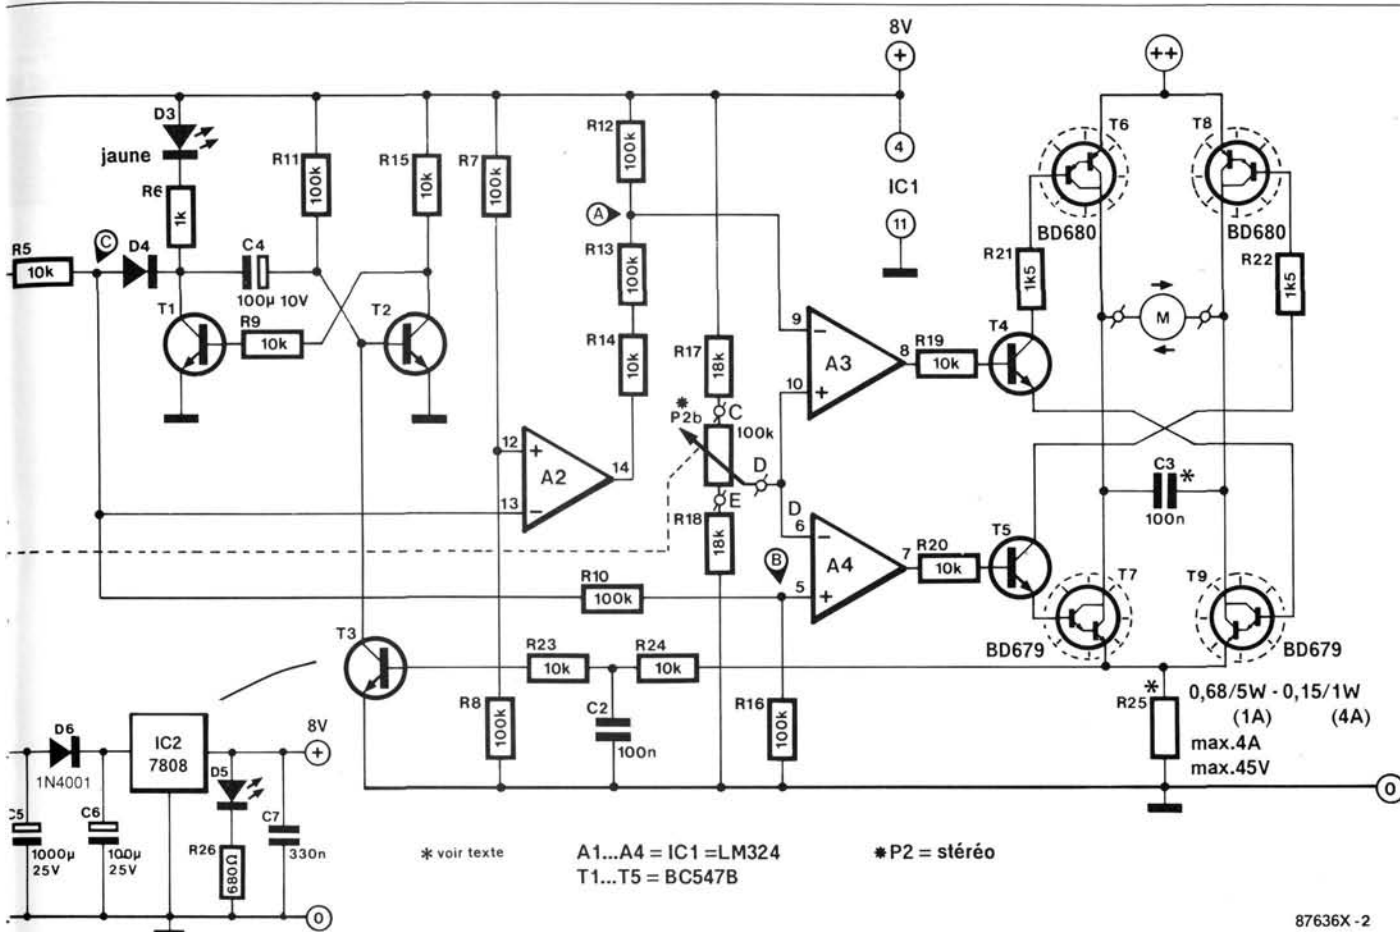 8V
+
++
D3
jaune
R6
1k
R11
100k
R15
10k
R7
100k
R12
100k
4
IC1
11
T6
T8
BD680
BD680
A
R5
10k
C
D4
C4
100µ 10V
T1
R9
10k
T2
R13
100k
R14
10k
R17
18k
*
P2b
C
100k
D
E
R18
18k
9
−
10
+
A3
8
R19
10k
T4
R21
1k5
R22
1k5
M
12
+
13
−
A2
14
D
6
−
5
+
A4
7
R20
10k
T5
C3
*
100n
B
R10
100k
T7
T9
BD679
BD679
T3
R23
10k
R24
10k
R8
100k
C2
100n
R16
100k
*
R25
0,68/5W - 0,15/1W
(1A) (4A)
max.4A
max.45V
0
D6
1N4001
IC2
7808
8V
+
D5
C5
1000µ
25V
C6
100µ
25V
R26
680Ω
C7
330n
0
* voir texte
A1...A4 = IC1 =LM324
T1...T5 = BC547B
*P2 = stéréo
87636X - 2